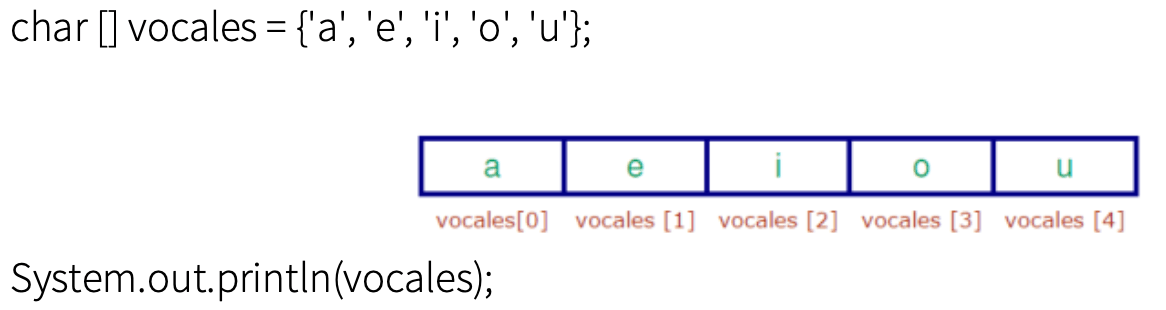 char [] vocales = {'a', 'e', 'i', 'o', 'u'};
a e i o u
vocales[0] vocales [1] vocales [2] vocales [3] vocales [4]
System.out.println(vocales);